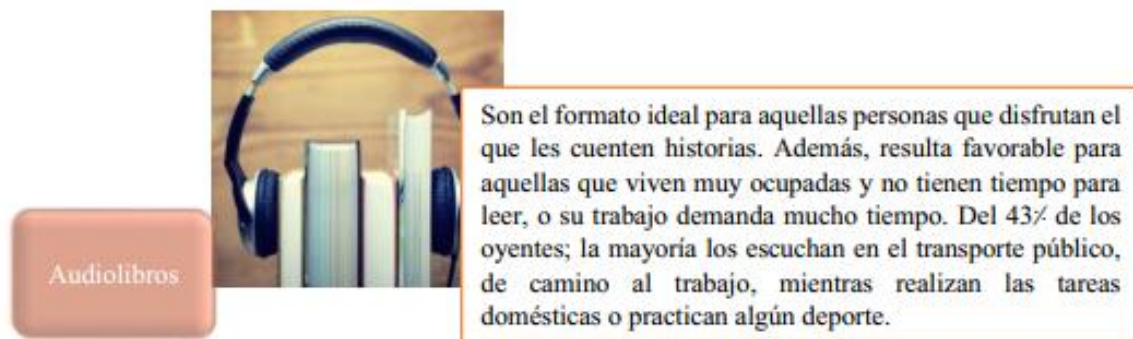 Audiolibros
Son el formato ideal para aquellas personas que disfrutan el
que les cuenten historias. Además, resulta favorable para
aquellas que viven muy ocupadas y no tienen tiempo para
leer, o su trabajo demanda mucho tiempo. Del 43٪ de los
oyentes; la mayoría los escuchan en el transporte público,
de camino al trabajo, mientras realizan las tareas
domésticas o practican algún deporte.